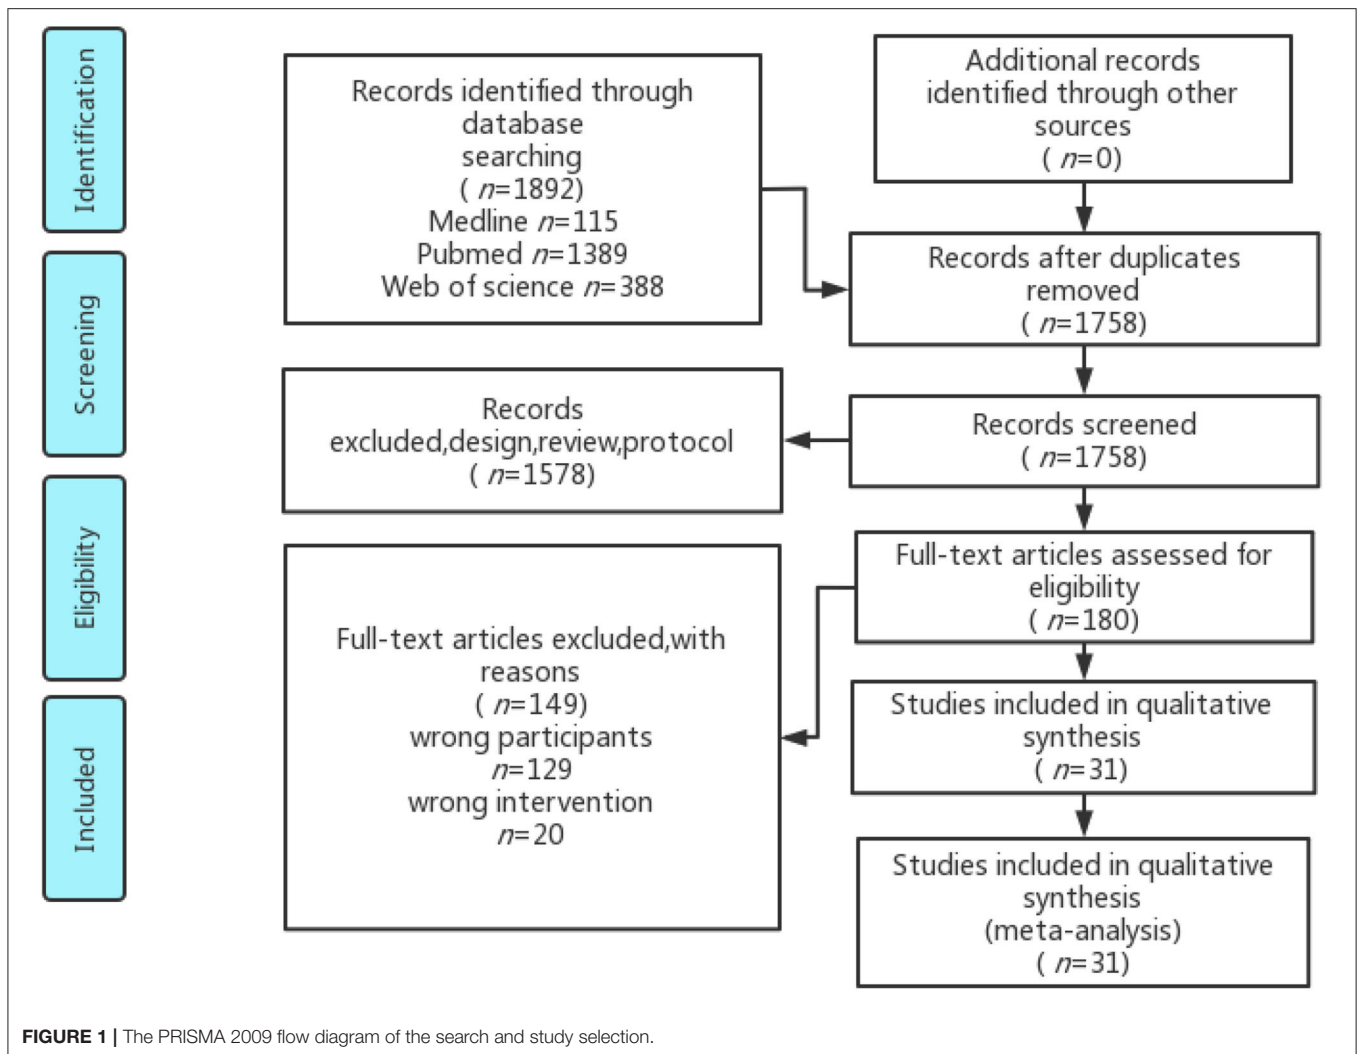 Identification
Screening
Eligibility
Included
Records identified through
database
searching
( n=1892)
Medline n=115
Pubmed n=1389
Web of science n=388
Additional records
identified through other
sources
( n=0)
Records after duplicates
removed
( n=1758)
Records screened
( n=1758)
Records
excluded,design,review,protocol
( n=1578)
Full-text articles assessed for
eligibility
( n=180)
Full-text articles excluded,with
reasons
( n=149)
wrong participants
n=129
wrong intervention
n=20
Studies included in qualitative
synthesis
( n=31)
Studies included in qualitative
synthesis
(meta-analysis)
( n=31)
FIGURE 1 | The PRISMA 2009 flow diagram of the search and study selection.